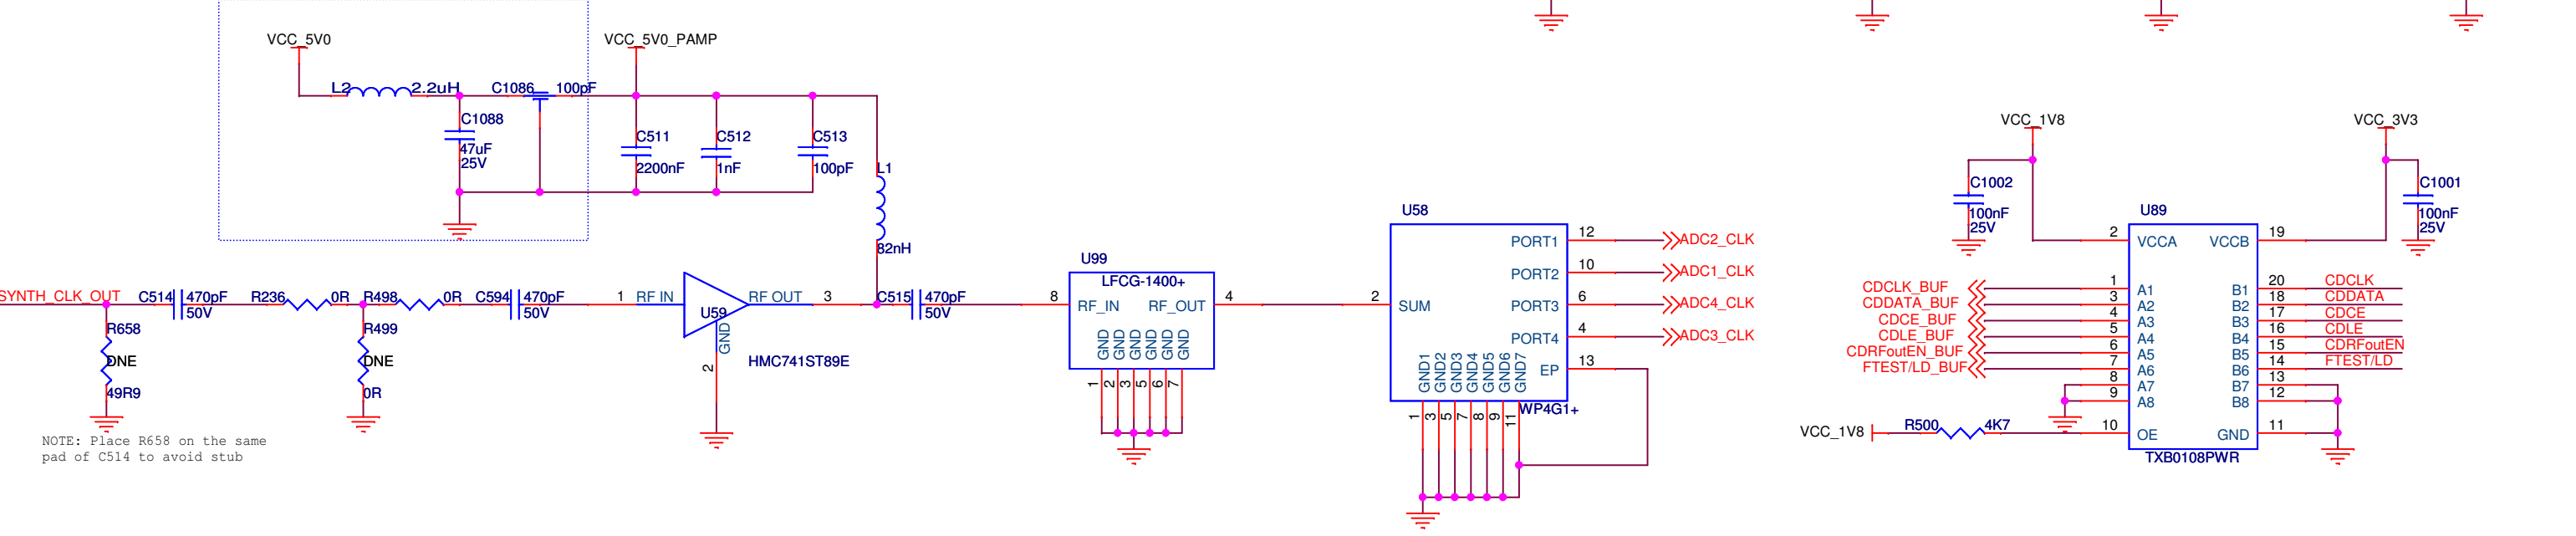 VCC_5V0
VCC_5V0_PAMP
L2 2.2uH C1086 100pF
C1088
47uF
25V
C511
2200nF
C512
1nF
C513
100pF
L1
82nH
SYNTH_CLK_OUT
C514 470pF
50V
R236 0R
R498 0R
C594 470pF
50V
R658
DNE
49R9
R499
DNE
0R
NOTE: Place R658 on the same
pad of C514 to avoid stub
1 RF IN
RF OUT 3
U59
GND
2
HMC741ST89E
C515 470pF
50V
U99
LFCG-1400+
8 RF_IN RF_OUT 4
GND GND GND GND GND GND
1 2 3 5 6 7
U58
PORT1 12 ADC2_CLK
PORT2 10 ADC1_CLK
2 SUM PORT3 6 ADC4_CLK
PORT4 4 ADC3_CLK
EP 13
GND1 GND2 GND3 GND4 GND5 GND6 GND7
1 3 5 7 8 9 11
WP4G1+
VCC_1V8
VCC_3V3
C1002
100nF
25V
C1001
100nF
25V
U89
2 VCCA VCCB 19
CDCLK_BUF 1 A1 B1 20 CDCLK
CDDATA_BUF 3 A2 B2 18 CDDATA
CDCE_BUF 4 A3 B3 17 CDCE
CDLE_BUF 5 A4 B4 16 CDLE
CDRFoutEN_BUF 6 A5 B5 15 CDRFoutEN
FTEST/LD_BUF 7 A6 B6 14 FTEST/LD
8 A7 B7 13
9 A8 B8 12
VCC_1V8 R500 4K7 10 OE GND 11
TXB0108PWR